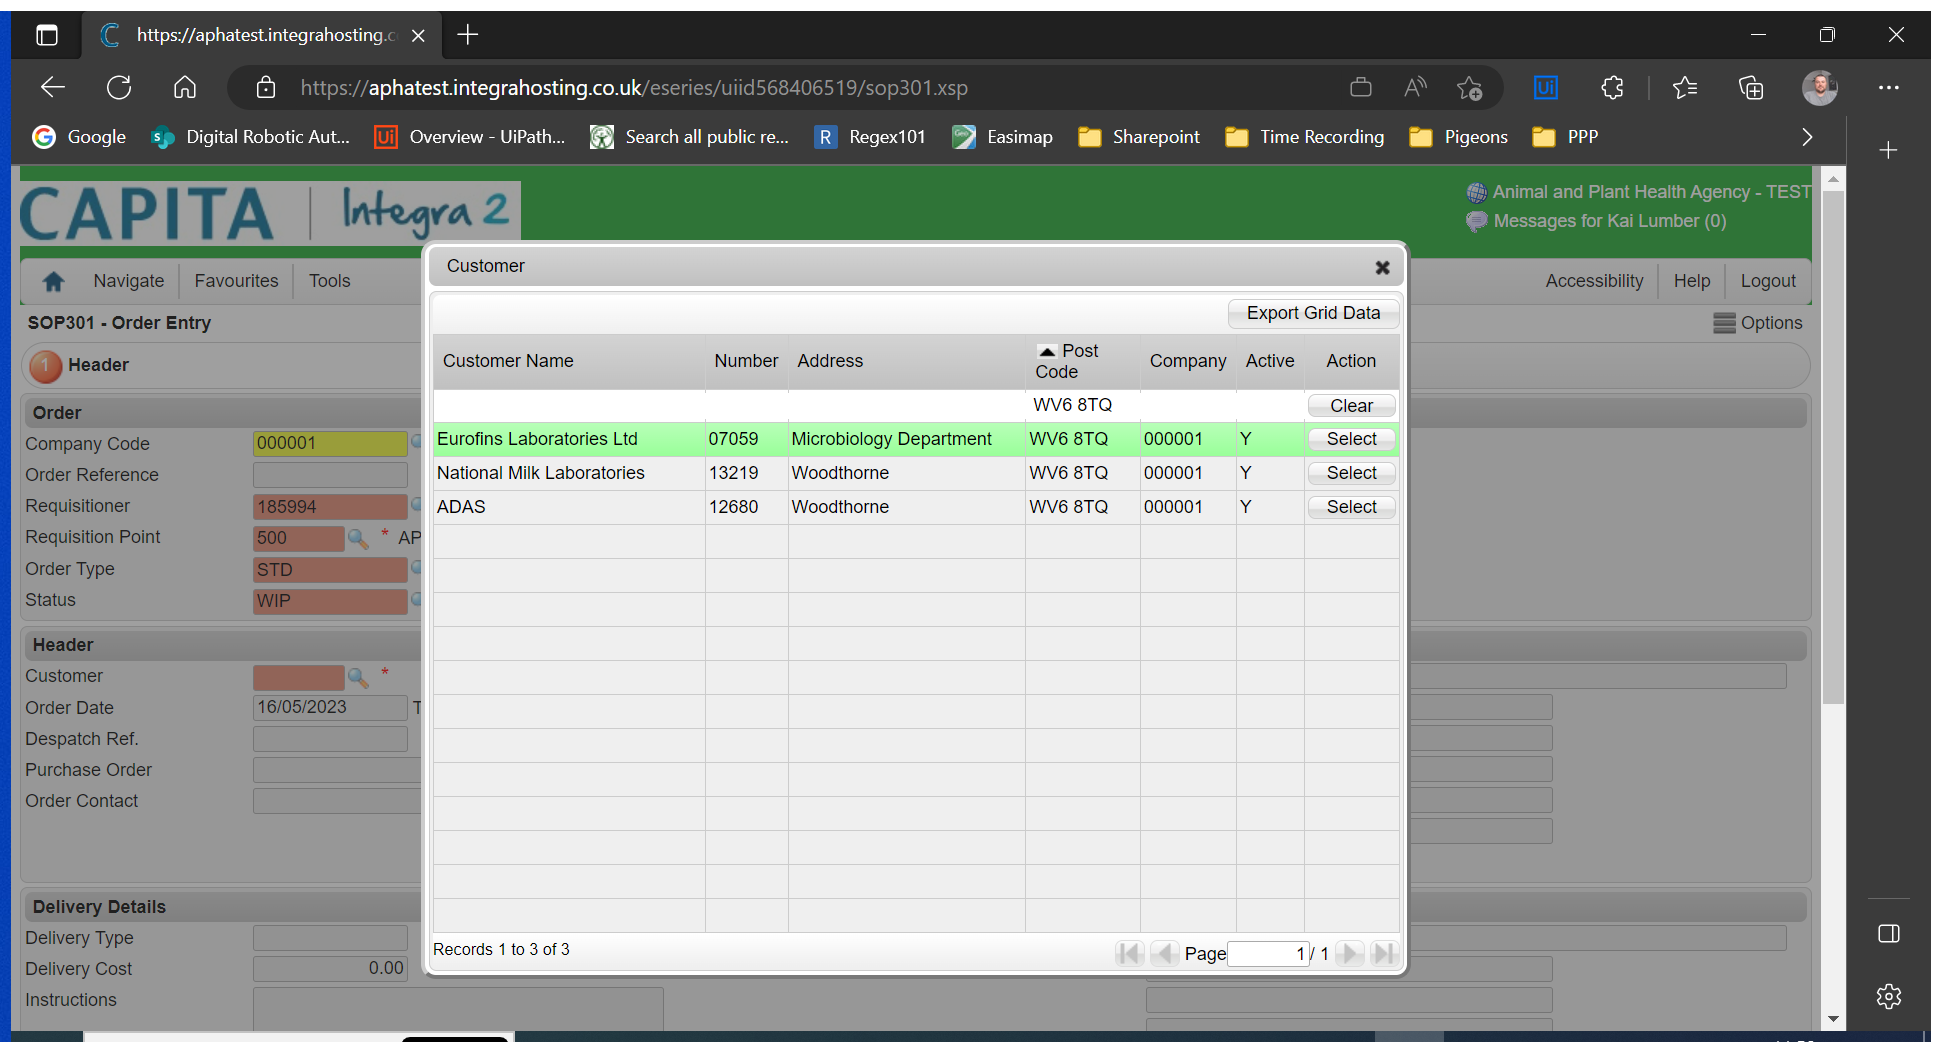 https://aphatest.integrahosting.c
https://aphatest.integrahosting.co.uk/eseries/uiid568406519/sop301.xsp
Google Digital Robotic Aut... Overview - UiPath... Search all public re... Regex101 Easimap Sharepoint Time Recording Pigeons PPP
CAPITA | Integra 2
Animal and Plant Health Agency - TEST
Messages for Kai Lumber (0)
Navigate Favourites Tools Accessibility Help Logout
SOP301 - Order Entry Options
1 Header
Order
Company Code 000001
Order Reference
Requisitioner 185994
Requisition Point 500 * AP
Order Type STD
Status WIP
Header
Customer *
Order Date 16/05/2023 T
Despatch Ref.
Purchase Order
Order Contact
Delivery Details
Delivery Type
Delivery Cost 0.00
Instructions
Customer
Export Grid Data
Customer Name Number Address Post Code Company Active Action
WV6 8TQ Clear
Eurofins Laboratories Ltd 07059 Microbiology Department WV6 8TQ 000001 Y Select
National Milk Laboratories 13219 Woodthorne WV6 8TQ 000001 Y Select
ADAS 12680 Woodthorne WV6 8TQ 000001 Y Select
Records 1 to 3 of 3 Page 1 / 1